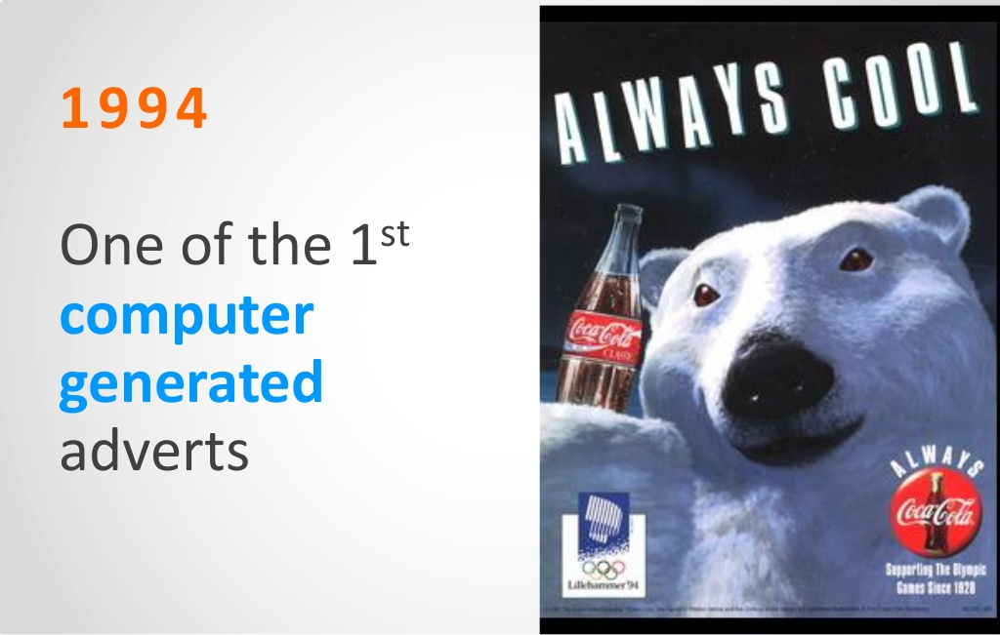 1994
One of the 1st
computer
generated
adverts
ALWAYS COOL
Coca-Cola
CLASSIC
Lillehammer '94
ALWAYS
Coca-Cola
Supporting The Olympic
Games Since 1928